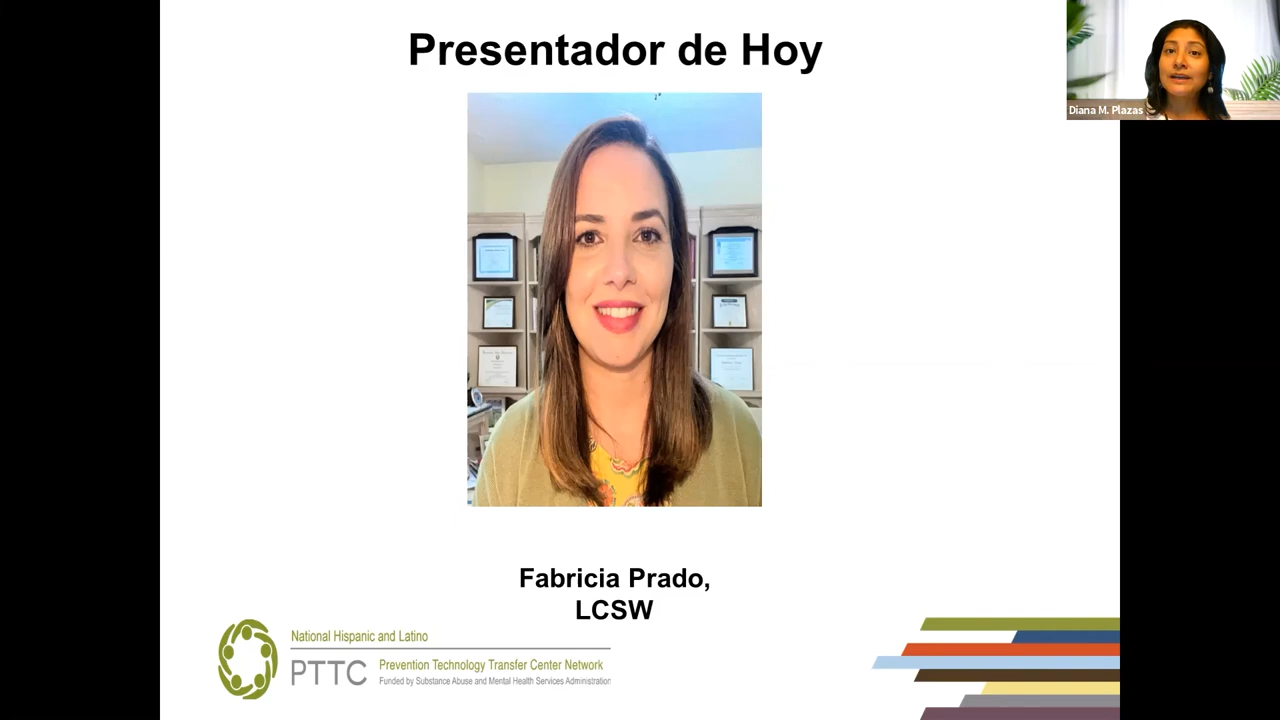 Presentador de Hoy
Diana M. Plazas
Fabricia Prado,
LCSW
National Hispanic and Latino
PTTC
Prevention Technology Transfer Center Network
Funded by Substance Abuse and Mental Health Services Administration